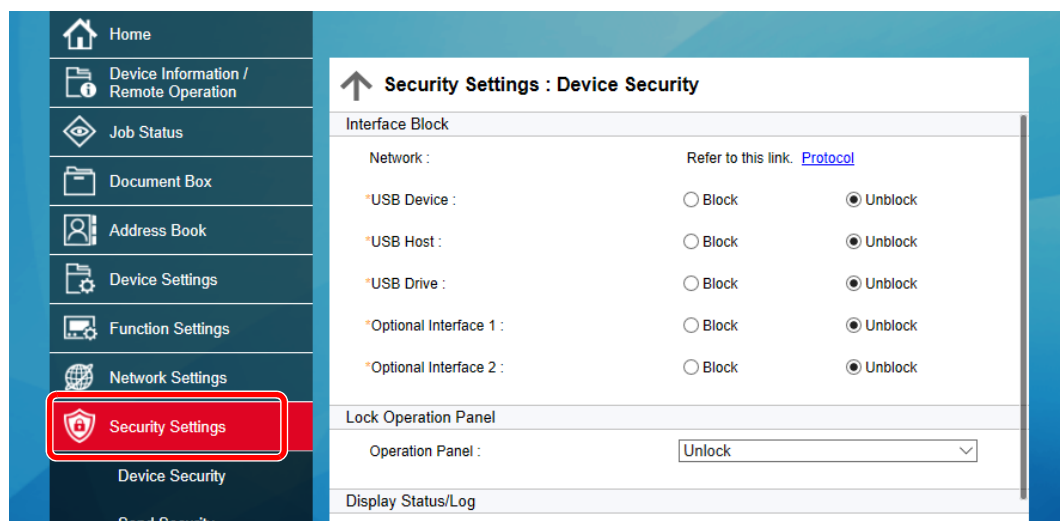 Home
Device Information /
Remote Operation
Job Status
Document Box
Address Book
Device Settings
Function Settings
Network Settings
Security Settings
Device Security
Send Security
Security Settings : Device Security
Interface Block
Network : Refer to this link. Protocol
*USB Device : Block Unblock
*USB Host : Block Unblock
*USB Drive : Block Unblock
*Optional Interface 1 : Block Unblock
*Optional Interface 2 : Block Unblock
Lock Operation Panel
Operation Panel : Unlock
Display Status/Log